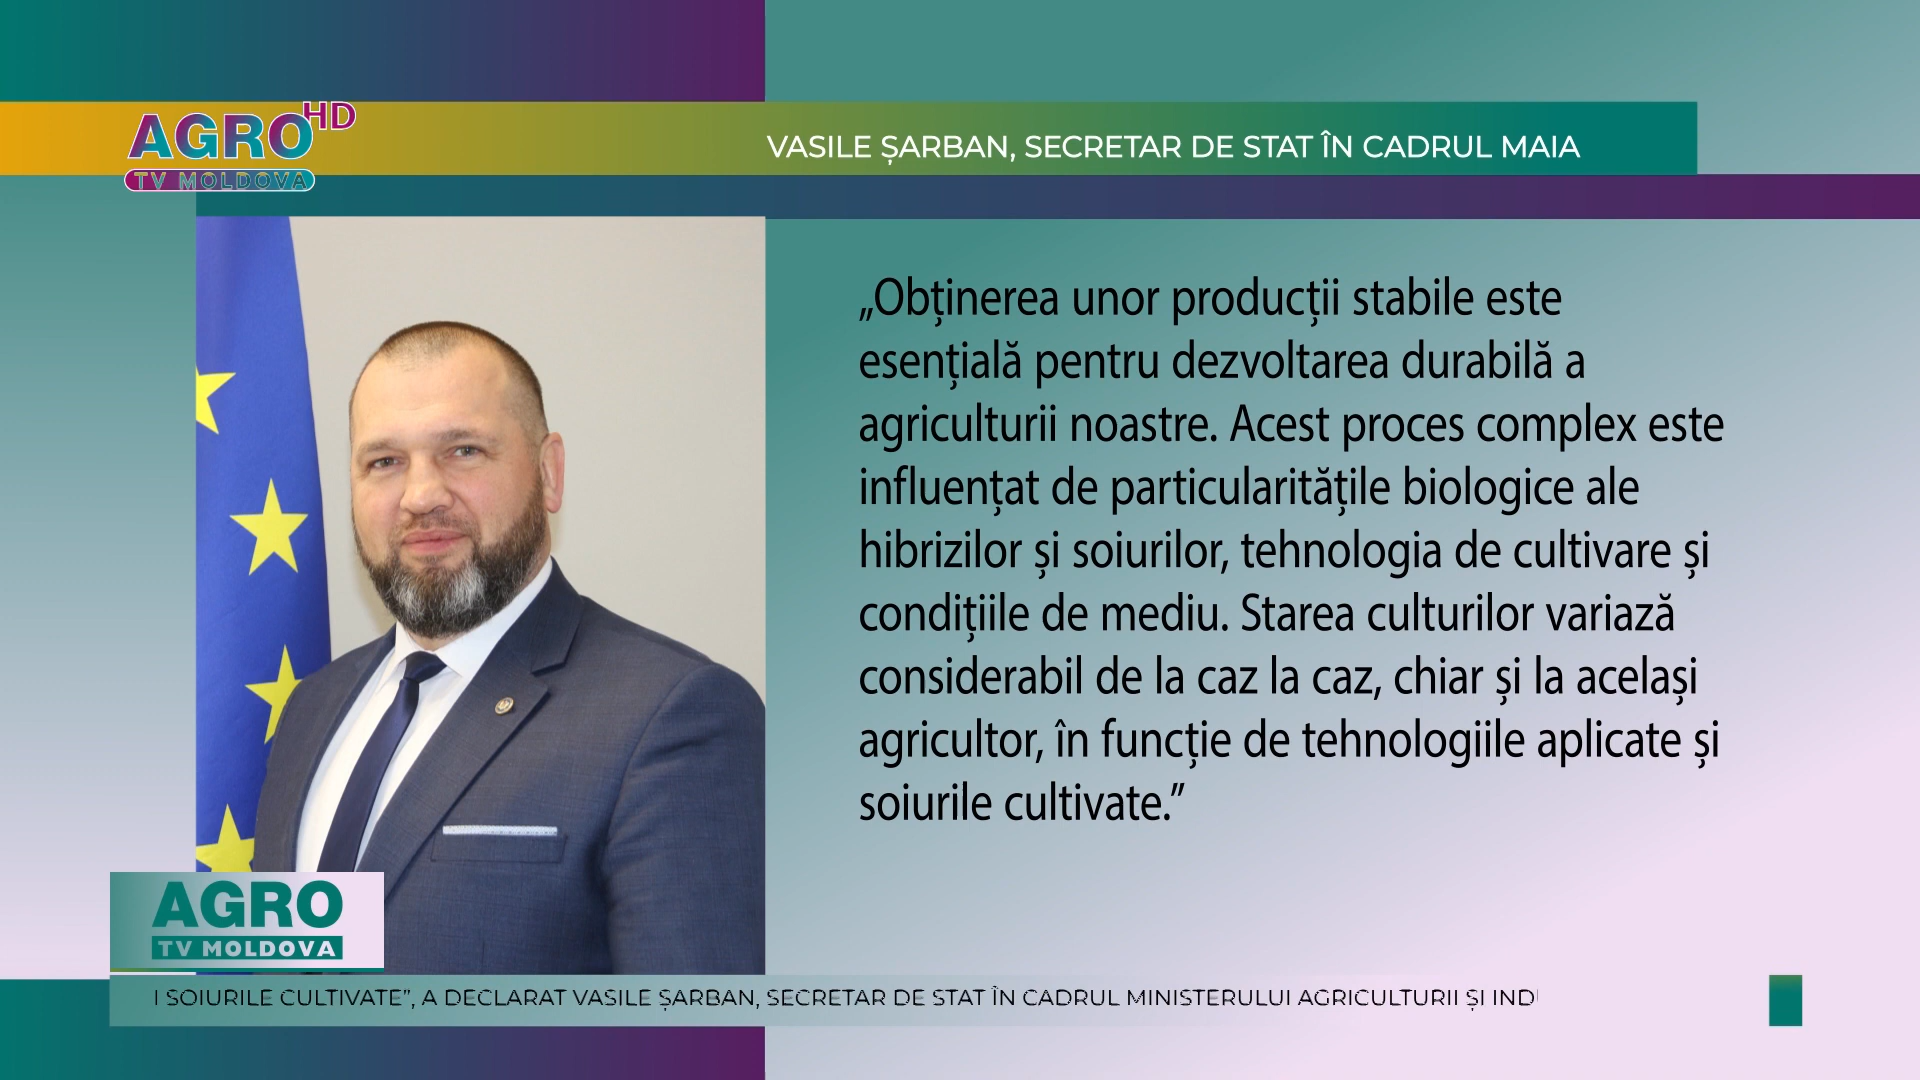 AGRO HD
TV MOLDOVA
VASILE ȘARBAN, SECRETAR DE STAT ÎN CADRUL MAIA
„Obținerea unor producții stabile este
esențială pentru dezvoltarea durabilă a
agriculturii noastre. Acest proces complex este
influențat de particularitățile biologice ale
hibrizilor și soiurilor, tehnologia de cultivare și
condițiile de mediu. Starea culturilor variază
considerabil de la caz la caz, chiar și la același
agricultor, în funcție de tehnologiile aplicate și
soiurile cultivate.”
AGRO
TV MOLDOVA
I SOIURILE CULTIVATE”, A DECLARAT VASILE ȘARBAN, SECRETAR DE STAT ÎN CADRUL MINISTERULUI AGRICULTURII ȘI IND